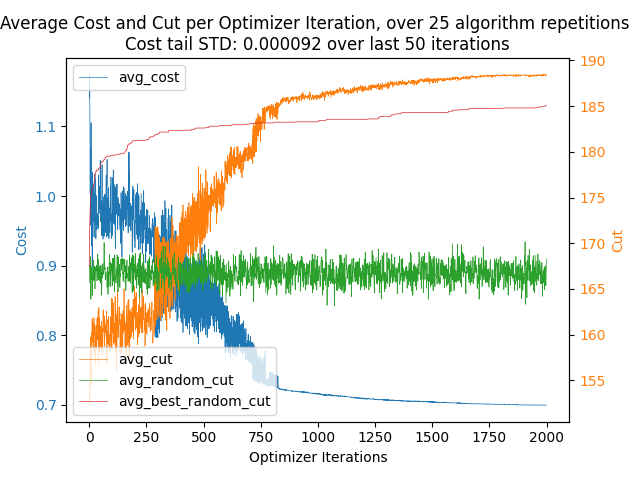 Average Cost and Cut per Optimizer Iteration, over 25 algorithm repetitions
Cost tail STD: 0.000092 over last 50 iterations
avg_cost
1.1
1.0
0.9
0.8
0.7
Cost
190
185
180
175
170
165
160
155
Cut
avg_cut
avg_random_cut
avg_best_random_cut
0 250 500 750 1000 1250 1500 1750 2000
Optimizer Iterations